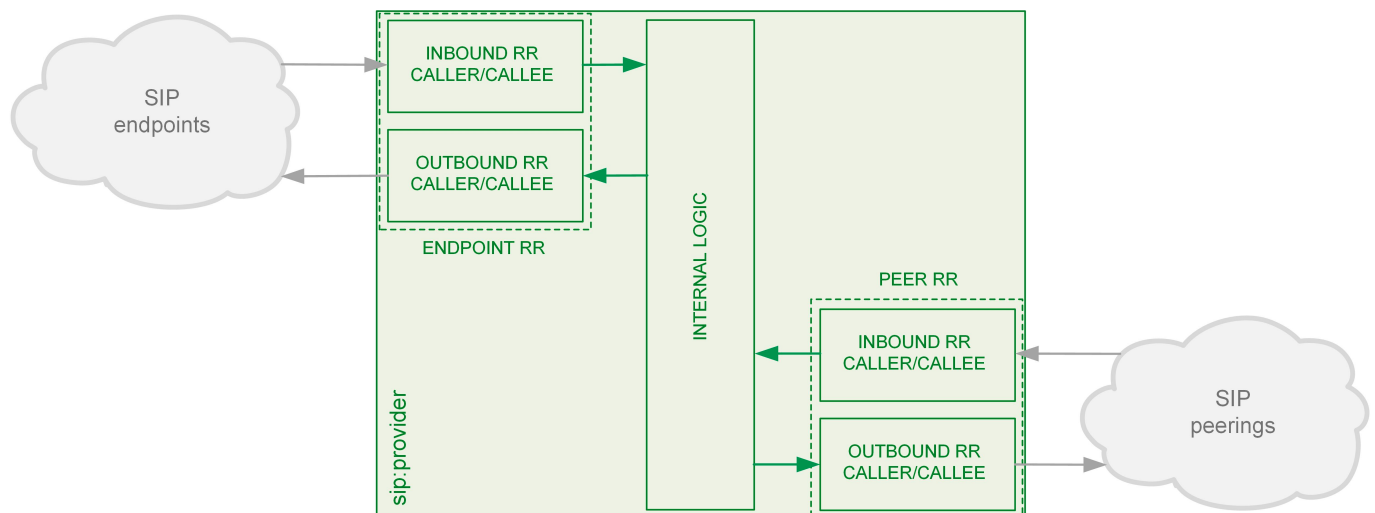 SIP
endpoints
INBOUND RR
CALLER/CALLEE
OUTBOUND RR
CALLER/CALLEE
ENDPOINT RR
INTERNAL LOGIC
sip:provider
PEER RR
INBOUND RR
CALLER/CALLEE
OUTBOUND RR
CALLER/CALLEE
SIP
peerings